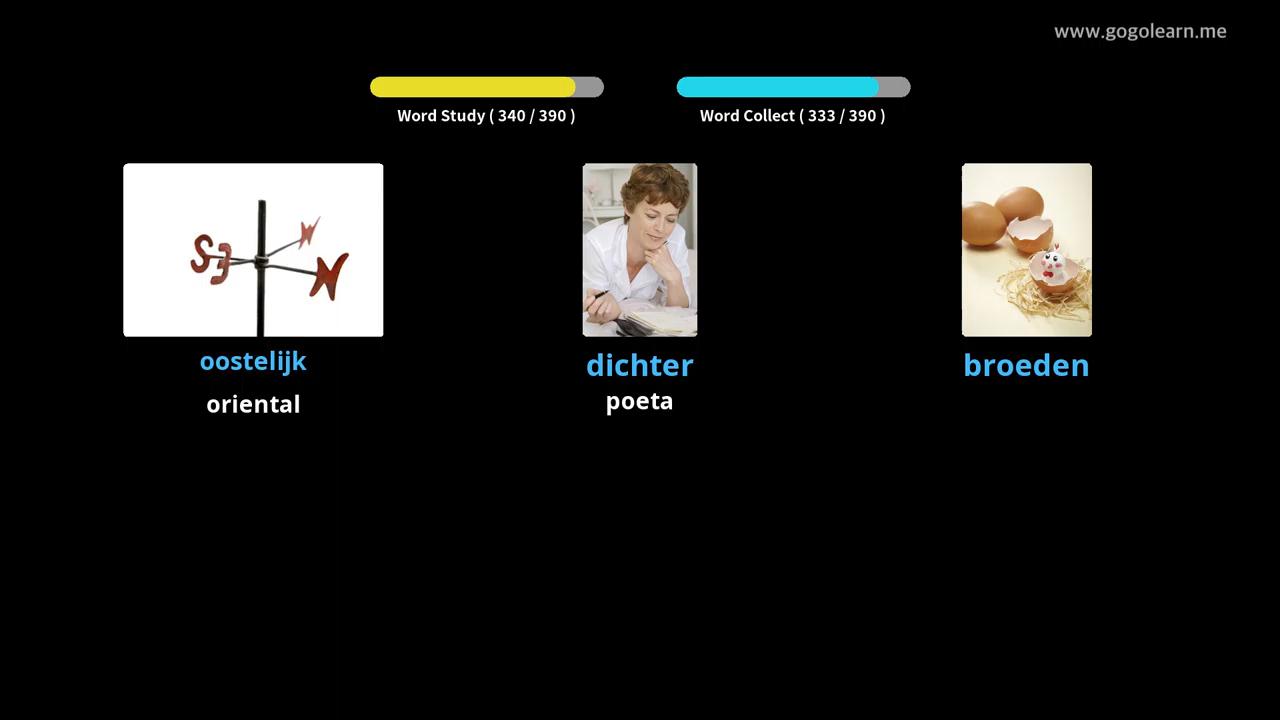 www.gogolearn.me
Word Study ( 340 / 390 )
Word Collect ( 333 / 390 )
S
E
N
oostelijk
dichter
broeden
oriental
poeta